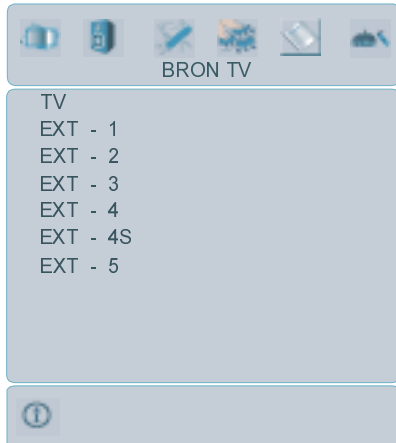 BRON TV
TV
EXT - 1
EXT - 2
EXT - 3
EXT - 4
EXT - 4S
EXT - 5